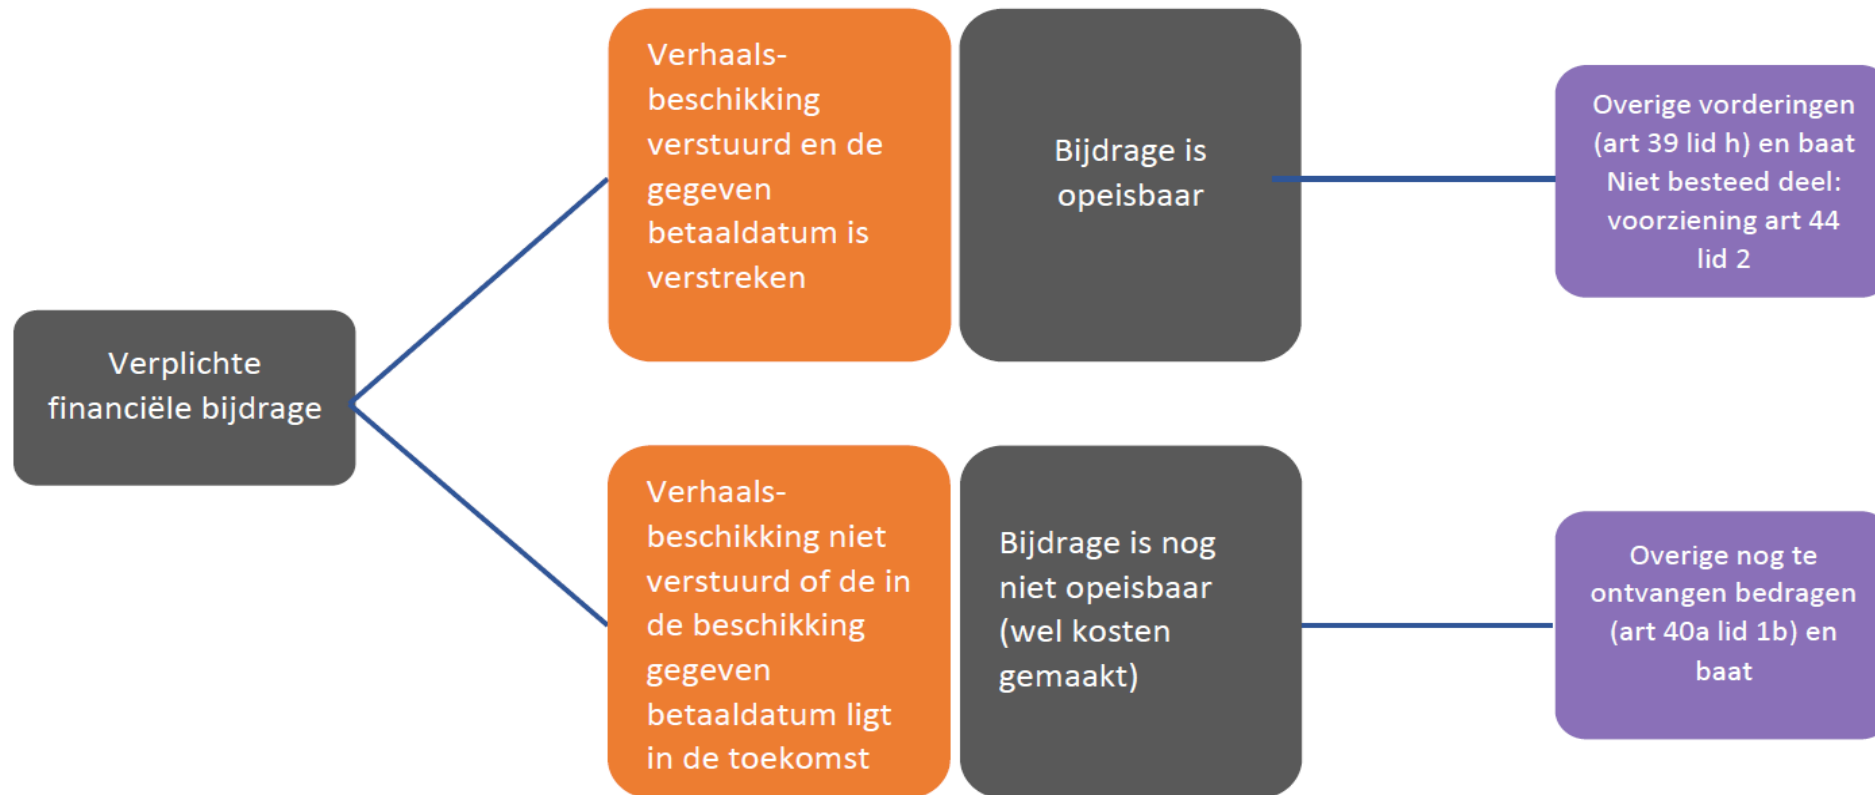 Verplichte
financiële bijdrage
Verhaals-
beschikking
verstuurd en de
gegeven
betaaldatum is
verstreken
Bijdrage is
opeisbaar
Overige vorderingen
(art 39 lid h) en baat
Niet besteed deel:
voorziening art 44
lid 2
Verhaals-
beschikking niet
verstuurd of de in
de beschikking
gegeven
betaaldatum ligt
in de toekomst
Bijdrage is nog
niet opeisbaar
(wel kosten
gemaakt)
Overige nog te
ontvangen bedragen
(art 40a lid 1b) en
baat